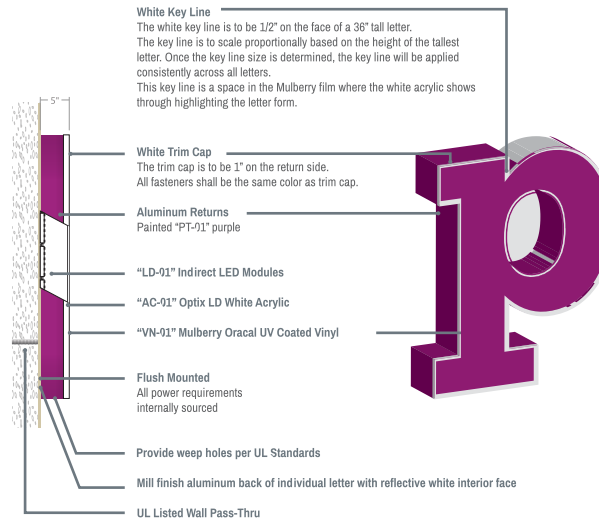 White Key Line
The white key line is to be 1/2" on the face of a 36" tall letter.
The key line is to scale proportionally based on the height of the tallest
letter. Once the key line size is determined, the key line will be applied
consistently across all letters.
This key line is a space in the Mulberry film where the white acrylic shows
through highlighting the letter form.
5"
White Trim Cap
The trim cap is to be 1” on the return side.
All fasteners shall be the same color as trim cap.
Aluminum Returns
Painted “PT-01” purple
“LD-01” Indirect LED Modules
“AC-01” Optix LD White Acrylic
“VN-01” Mulberry Oracal UV Coated Vinyl
Flush Mounted
All power requirements
internally sourced
Provide weep holes per UL Standards
Mill finish aluminum back of individual letter with reflective white interior face
UL Listed Wall Pass-Thru
p